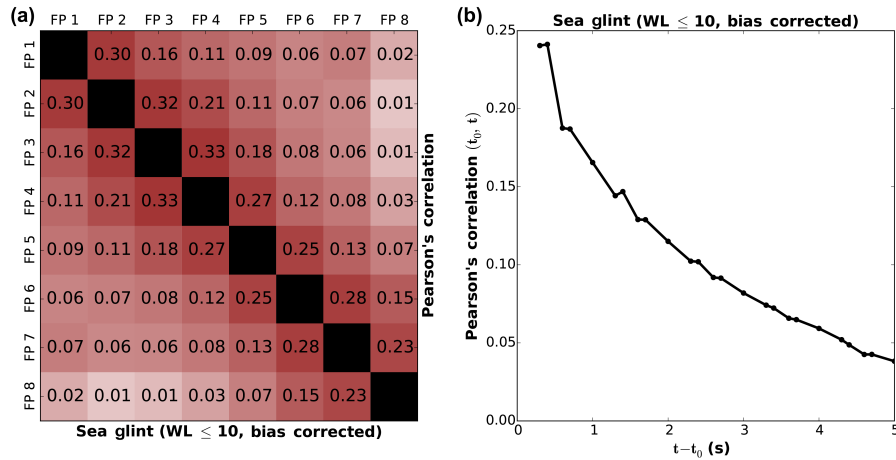 (a)
FP 1 FP 2 FP 3 FP 4 FP 5 FP 6 FP 7 FP 8
FP 1 0.30 0.16 0.11 0.09 0.06 0.07 0.02
FP 2 0.30 0.32 0.21 0.11 0.07 0.06 0.01
FP 3 0.16 0.32 0.33 0.18 0.08 0.06 0.01
FP 4 0.11 0.21 0.33 0.27 0.12 0.08 0.03
FP 5 0.09 0.11 0.18 0.27 0.25 0.13 0.07
FP 6 0.06 0.07 0.08 0.12 0.25 0.28 0.15
FP 7 0.07 0.06 0.06 0.08 0.13 0.28 0.23
FP 8 0.02 0.01 0.01 0.03 0.07 0.15 0.23
Sea glint (WL ≤ 10, bias corrected)
(b)
Sea glint (WL ≤ 10, bias corrected)
Pearson's correlation (t₀, t)
0.25
0.20
0.15
0.10
0.05
0.00
0 1 2 3 4 5
t−t₀ (s)